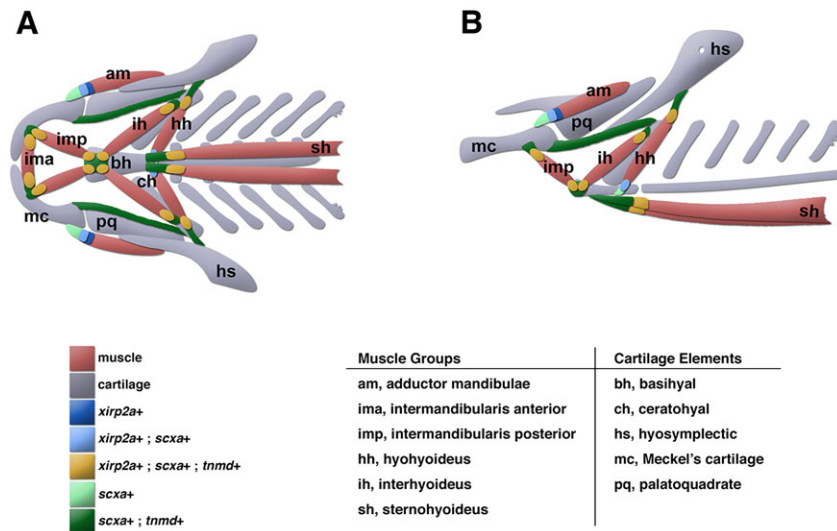 A
B
am
ih
hh
imp
ima
bh
sh
ch
mc
pq
hs
hs
am
mc
pq
ih
hh
imp
sh
muscle
cartilage
xirp2a+
xirp2a+ ; scxa+
xirp2a+ ; scxa+ ; tnmd+
scxa+
scxa+ ; tnmd+
Muscle Groups
am, adductor mandibulae
ima, intermandibularis anterior
imp, intermandibularis posterior
hh, hyohyoideus
ih, interhyoideus
sh, sternohyoideus
Cartilage Elements
bh, basihyal
ch, ceratohyal
hs, hyosymplectic
mc, Meckel's cartilage
pq, palatoquadrate